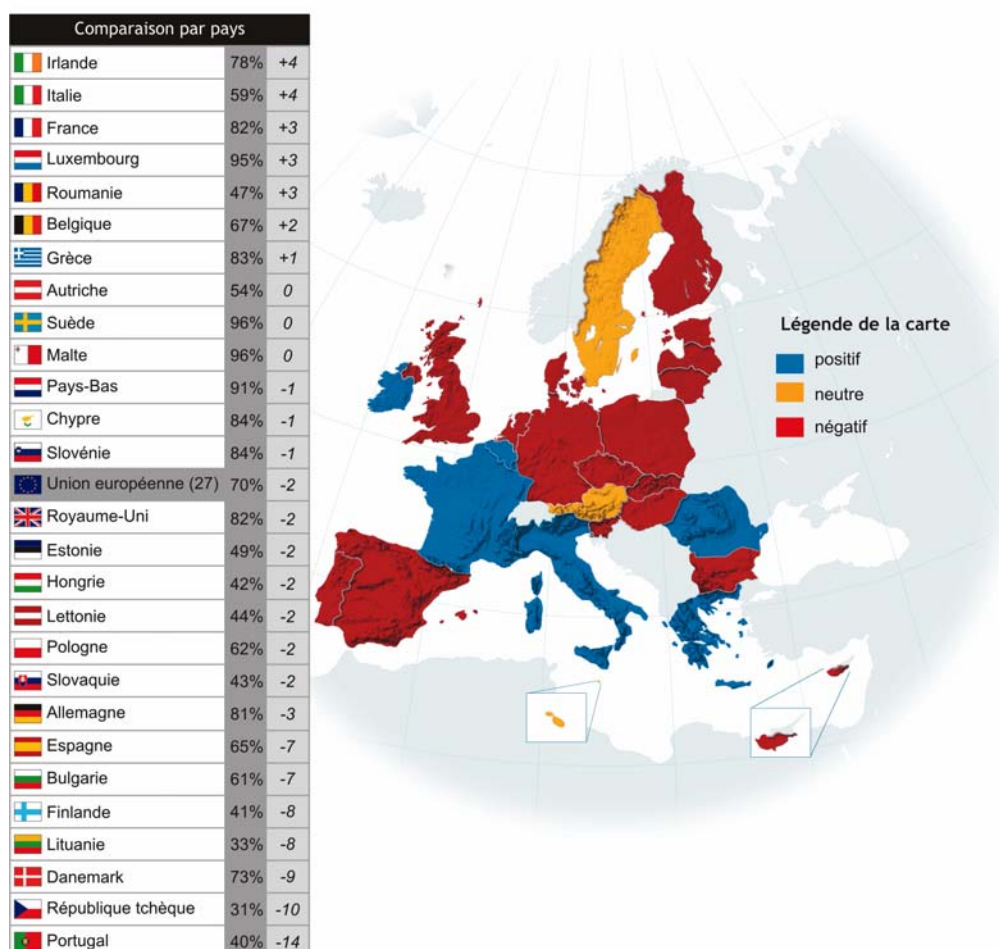 Comparaison par pays
Irlande 78% +4
Italie 59% +4
France 82% +3
Luxembourg 95% +3
Roumanie 47% +3
Belgique 67% +2
Grèce 83% +1
Autriche 54% 0
Suède 96% 0
Malte 96% 0
Pays-Bas 91% -1
Chypre 84% -1
Slovénie 84% -1
Union européenne (27) 70% -2
Royaume-Uni 82% -2
Estonie 49% -2
Hongrie 42% -2
Lettonie 44% -2
Pologne 62% -2
Slovaquie 43% -2
Allemagne 81% -3
Espagne 65% -7
Bulgarie 61% -7
Finlande 41% -8
Lituanie 33% -8
Danemark 73% -9
République tchèque 31% -10
Portugal 40% -14
Légende de la carte
positif
neutre
négatif